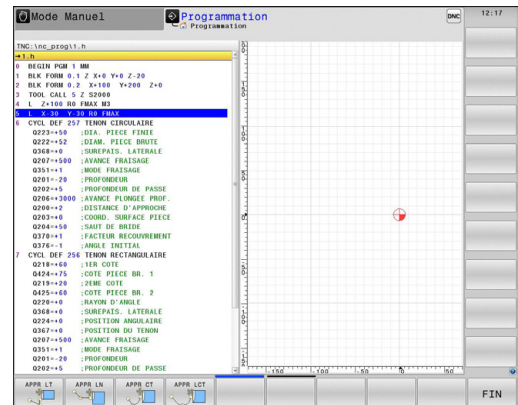 Mode Manuel
Programmation
Programmation
DNC
12:17
TNC:\nc_prog\1.h
→1.h
0 BEGIN PGM 1 MM
1 BLK FORM 0.1 Z X+0 Y+0 Z-20
2 BLK FORM 0.2 X+100 Y+200 Z+0
3 TOOL CALL 5 Z S2000
4 L Z+100 R0 FMAX M3
5 L X-30 Y-30 R0 FMAX
6 CYCL DEF 257 TENON CIRCULAIRE
Q223=+50 ;DIA. PIECE FINIE
Q222=+52 ;DIAM. PIECE BRUTE
Q368=+0 ;SUREPAIS. LATERALE
Q207=+500 ;AVANCE FRAISAGE
Q351=+1 ;MODE FRAISAGE
Q201=-20 ;PROFONDEUR
Q202=+5 ;PROFONDEUR DE PASSE
Q206=+3000 ;AVANCE PLONGEE PROF.
Q200=+2 ;DISTANCE D'APPROCHE
Q203=+0 ;COORD. SURFACE PIECE
Q204=+50 ;SAUT DE BRIDE
Q370=+1 ;FACTEUR RECOUVREMENT
Q376=-1 ;ANGLE INITIAL
7 CYCL DEF 256 TENON RECTANGULAIRE
Q218=+60 ;1ER COTE
Q424=+75 ;COTE PIECE BR. 1
Q219=+20 ;2EME COTE
Q425=+60 ;COTE PIECE BR. 2
Q220=+0 ;RAYON D'ANGLE
Q368=+0 ;SUREPAIS. LATERALE
Q224=+0 ;POSITION ANGULAIRE
Q367=+0 ;POSITION DU TENON
Q207=+500 ;AVANCE FRAISAGE
Q351=+1 ;MODE FRAISAGE
Q201=-20 ;PROFONDEUR
Q202=+5 ;PROFONDEUR DE PASSE
-150 -100 -50 0 50
APPR LT
APPR LN
APPR CT
APPR LCT
FIN